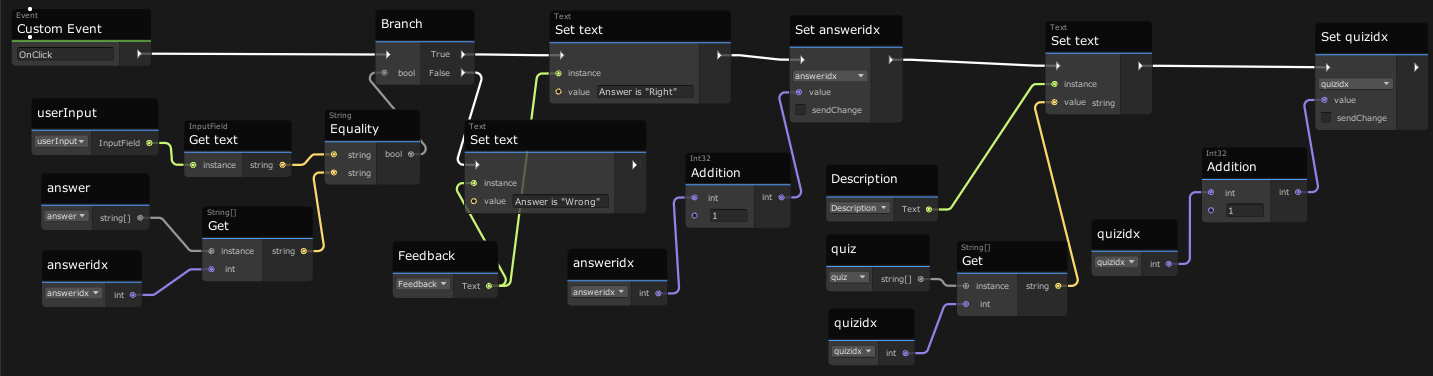 Event
Custom Event
OnClick
Branch
True
bool
False
Text
Set text
instance
value
Answer is "Right"
Set answeridx
answeridx
value
sendChange
Text
Set text
instance
value
string
Set quizidx
quizidx
value
sendChange
userInput
userInput
InputField
InputField
Get text
instance
string
String
Equality
string
bool
string
Text
Set text
instance
value
Answer is "Wrong"
Int32
Addition
int
int
1
Int32
Addition
int
int
1
answer
answer
string[]
String[]
Get
instance
string
int
answeridx
answeridx
int
Feedback
Feedback
Text
answeridx
answeridx
int
Description
Description
Text
quiz
quiz
string[]
String[]
Get
instance
string
int
quizidx
quizidx
int
quizidx
quizidx
int